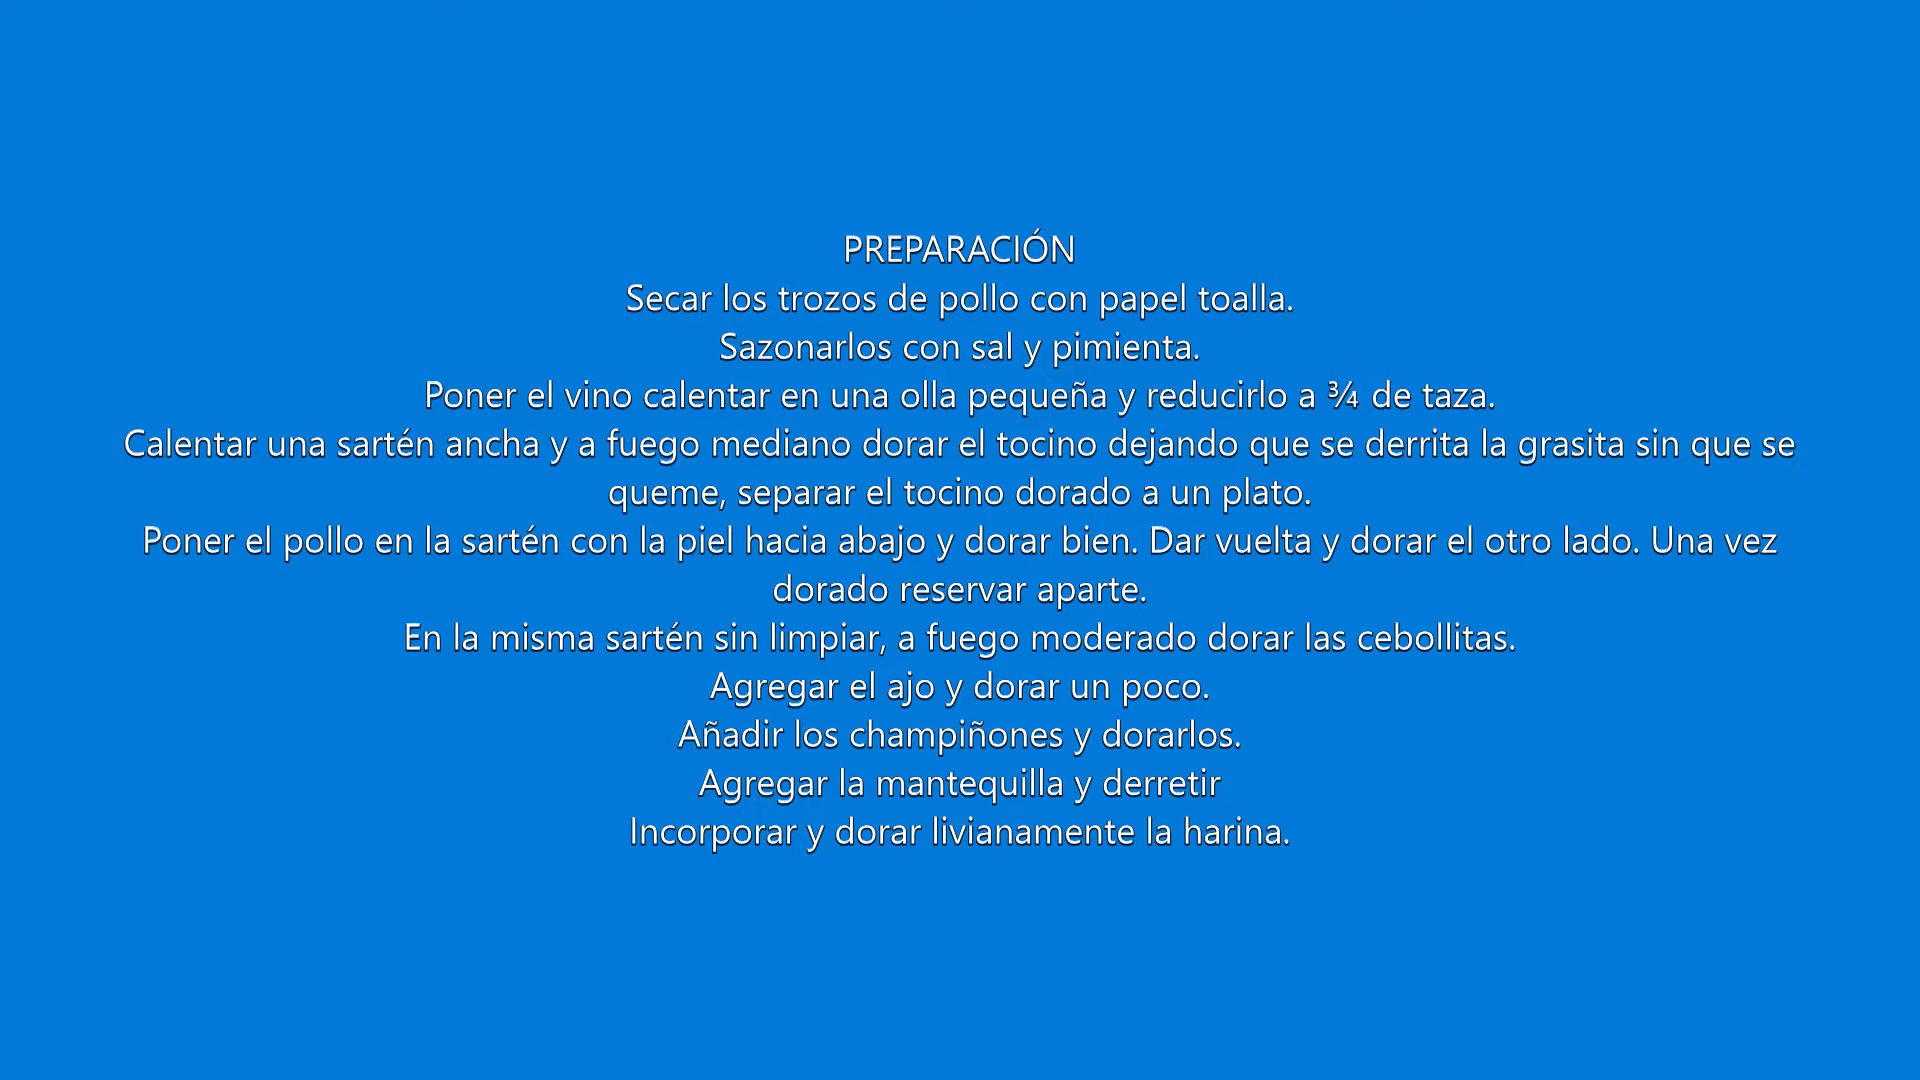 PREPARACIÓN
Secar los trozos de pollo con papel toalla.
Sazonarlos con sal y pimienta.
Poner el vino calentar en una olla pequeña y reducirlo a ¾ de taza.
Calentar una sartén ancha y a fuego mediano dorar el tocino dejando que se derrita la grasita sin que se
queme, separar el tocino dorado a un plato.
Poner el pollo en la sartén con la piel hacia abajo y dorar bien. Dar vuelta y dorar el otro lado. Una vez
dorado reservar aparte.
En la misma sartén sin limpiar, a fuego moderado dorar las cebollitas.
Agregar el ajo y dorar un poco.
Añadir los champiñones y dorarlos.
Agregar la mantequilla y derretir
Incorporar y dorar livianamente la harina.